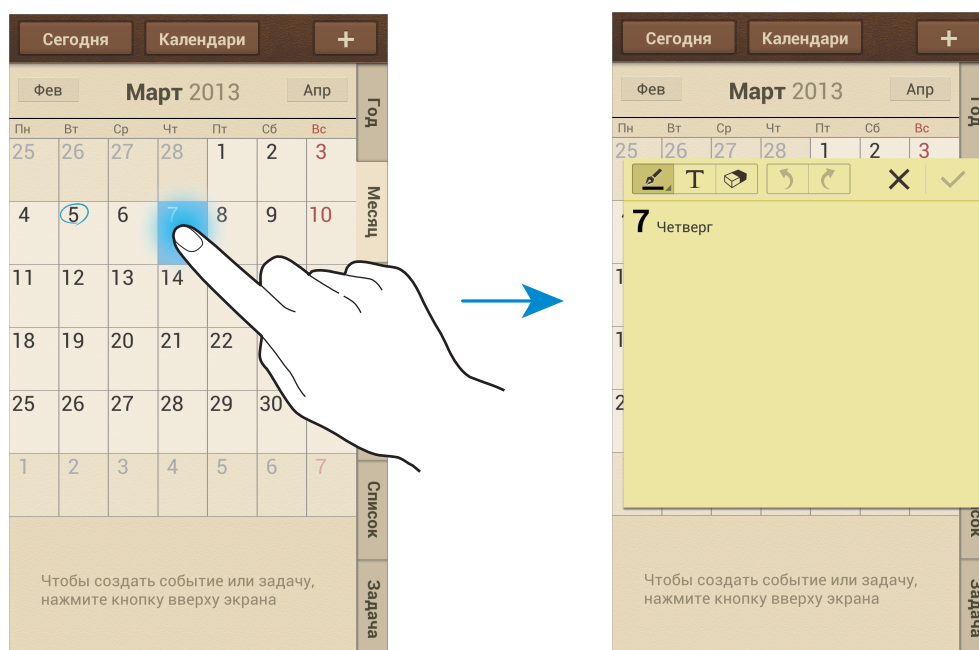 Сегодня Календари +
Фев Март 2013 Апр
Пн Вт Ср Чт Пт Сб Вс
25 26 27 28 1 2 3
4 5 6 7 8 9 10
11 12 13 14
18 19 20 21 22
25 26 27 28 29 30
1 2 3 4 5 6 7
Год
Месяц
Список
Задача
Чтобы создать событие или задачу,
нажмите кнопку вверху экрана
Сегодня Календари +
Фев Март 2013 Апр
Пн Вт Ср Чт Пт Сб Вс
25 26 27 28 1 2 3
T
7 Четверг
Год
Задача
Чтобы создать событие или задачу,
нажмите кнопку вверху экрана